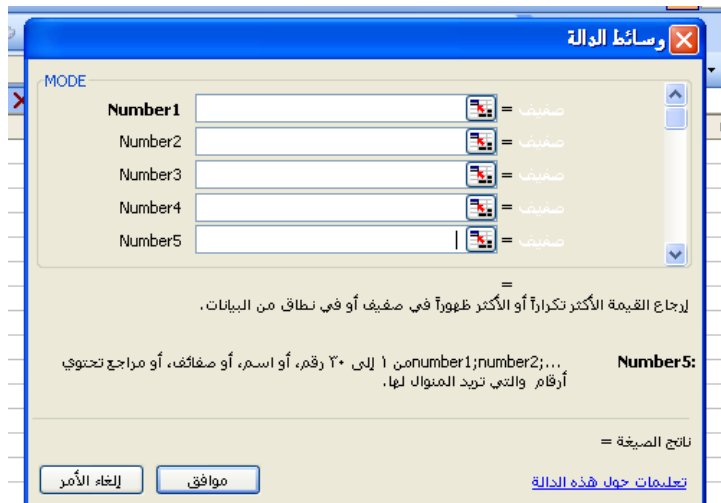 وسائط الدالة
MODE
Number1 = صفيف
Number2 = صفيف
Number3 = صفيف
Number4 = صفيف
Number5 = صفيف
=
إرجاع القيمة الأكثر تكراراً أو الأكثر ظهوراً في صفيف أو في نطاق من البيانات.
Number5: number1;number2;... من ١ إلى ٣٠ رقم، أو اسم، أو صفائف، أو مراجع تحتوي
أرقام والتي تريد المنوال لها.
ناتج الصيغة =
تعليمات حول هذه الدالة
موافق
إلغاء الأمر